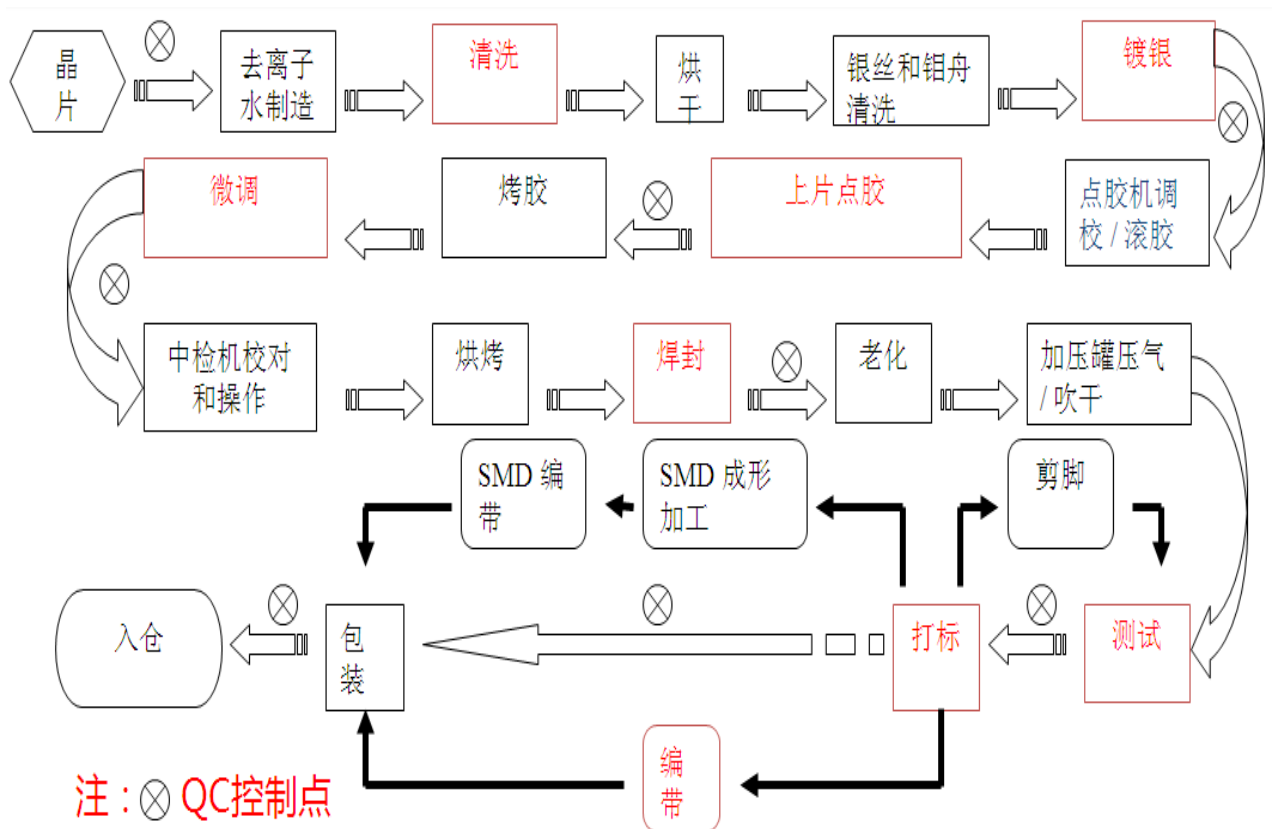 晶
片
去离子
水制造
清洗
烘
干
银丝和钼舟
清洗
镀银
微调
烤胶
上片点胶
点胶机调
校 / 滚胶
中检机校对
和操作
烘烤
焊封
老化
加压罐压气
/ 吹干
SMD 编
带
SMD 成形
加工
剪脚
入仓
包
装
打标
测试
编
带
注：⊗ QC控制点